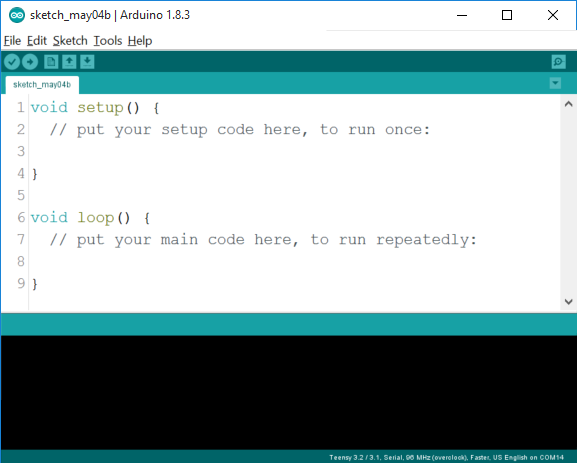 sketch_may04b | Arduino 1.8.3
File Edit Sketch Tools Help
sketch_may04b
1 void setup() {
2   // put your setup code here, to run once:
3
4 }
5
6 void loop() {
7   // put your main code here, to run repeatedly:
8
9 }
Teensy 3.2 / 3.1, Serial, 96 MHz (overclock), Faster, US English on COM14